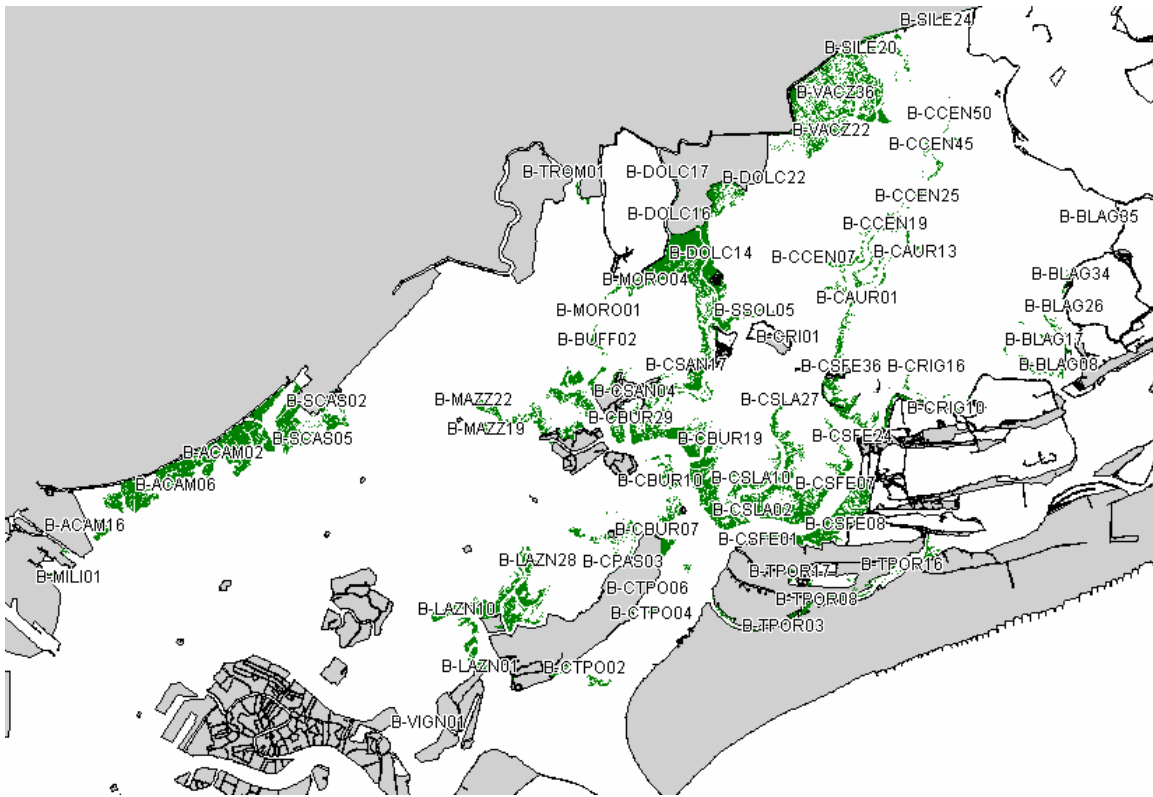 B-SILE24
B-SILE20
B-VACZ36
B-CCEN50
B-VACZ22
B-CCEN45
B-TROM01
B-DOLC17
B-DOLC22
B-CCEN25
B-DOLC16
B-BLAG35
B-CCEN19
B-DOLC14
B-CCEN07
B-CAUR13
B-MORO04
B-BLAG34
B-CAUR01
B-MORO01
B-SSOL05
B-BLAG26
B-BUFF02
B-CRI01
B-BLAG17
B-CSAN17
B-CSFE36
B-CRIG16
B-BLAG08
B-CSAN04
B-SCAS02
B-MAZZ22
B-CSLA27
B-CRIG10
B-CBUR29
B-MAZZ19
B-SCAS05
B-CBUR19
B-CSFE24
B-ACAM02
B-CBUR10
B-CSLA10
B-CSFE07
B-ACAM06
B-CSLA02
B-ACAM16
B-CBUR07
B-CSFE08
B-CSFE01
B-LAZN28
B-CPAS03
B-TPOR16
B-MILI01
B-TPOR17
B-CTPO06
B-TPOR08
B-LAZN10
B-CTPO04
B-TPOR03
B-LAZN01
B-CTPO02
B-VIGN01